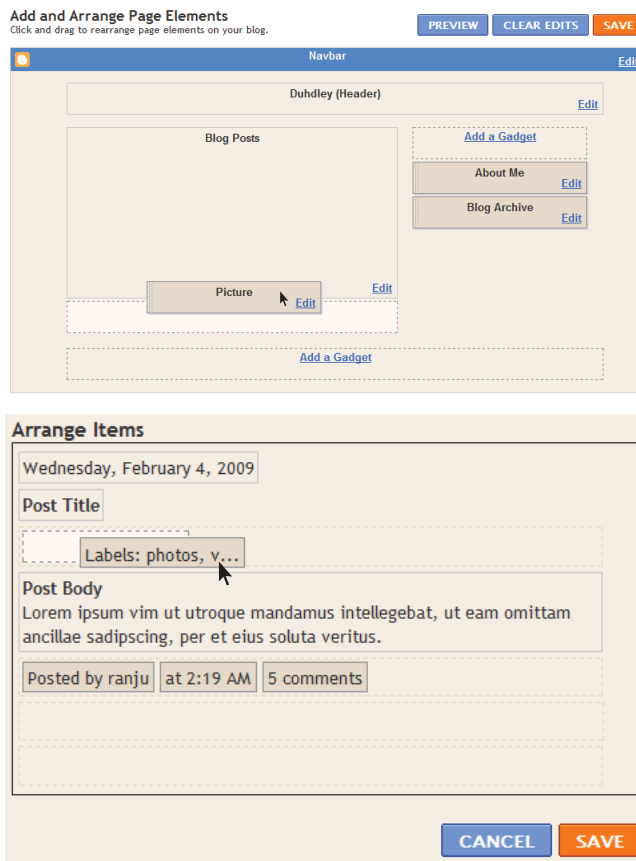 Add and Arrange Page Elements
Click and drag to rearrange page elements on your blog.
PREVIEW
CLEAR EDITS
SAVE
Navbar
Edit
Duhdley (Header)
Edit
Blog Posts
Edit
Add a Gadget
About Me
Edit
Blog Archive
Edit
Picture
Edit
Add a Gadget
Arrange Items
Wednesday, February 4, 2009
Post Title
Labels: photos, v...
Post Body
Lorem ipsum vim ut utroque mandamus intellegebat, ut eam omittam
ancillae sadipscing, per et eius soluta veritus.
Posted by ranju at 2:19 AM 5 comments
CANCEL
SAVE